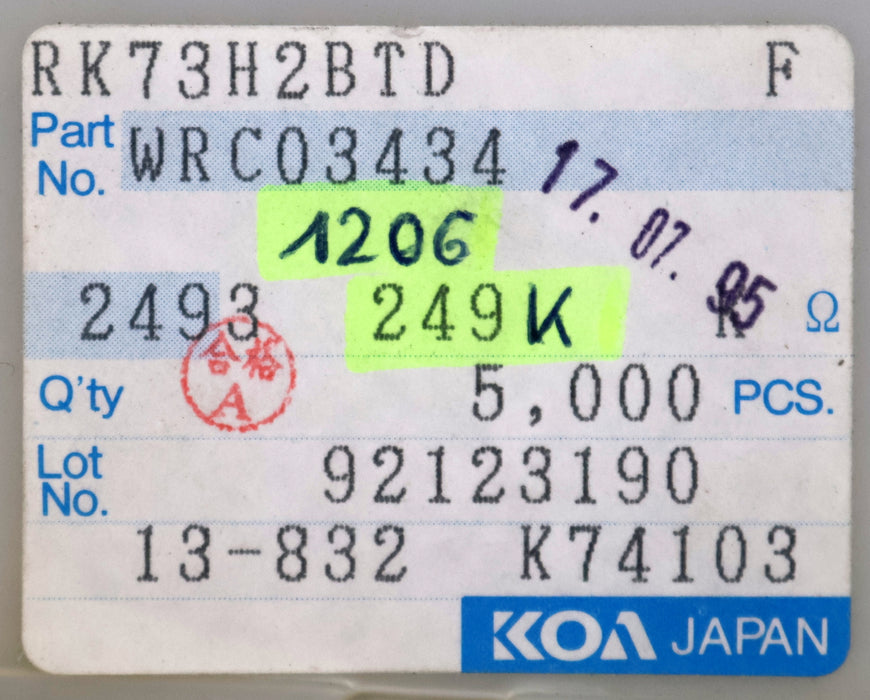 RK73H2BTD F
Part No. WRC03434
17. 07. 95
1206
2493 249 K K Ω
合格 A
Q'ty 5,000 PCS.
Lot No. 92123190
13-832 K74103
KOA JAPAN